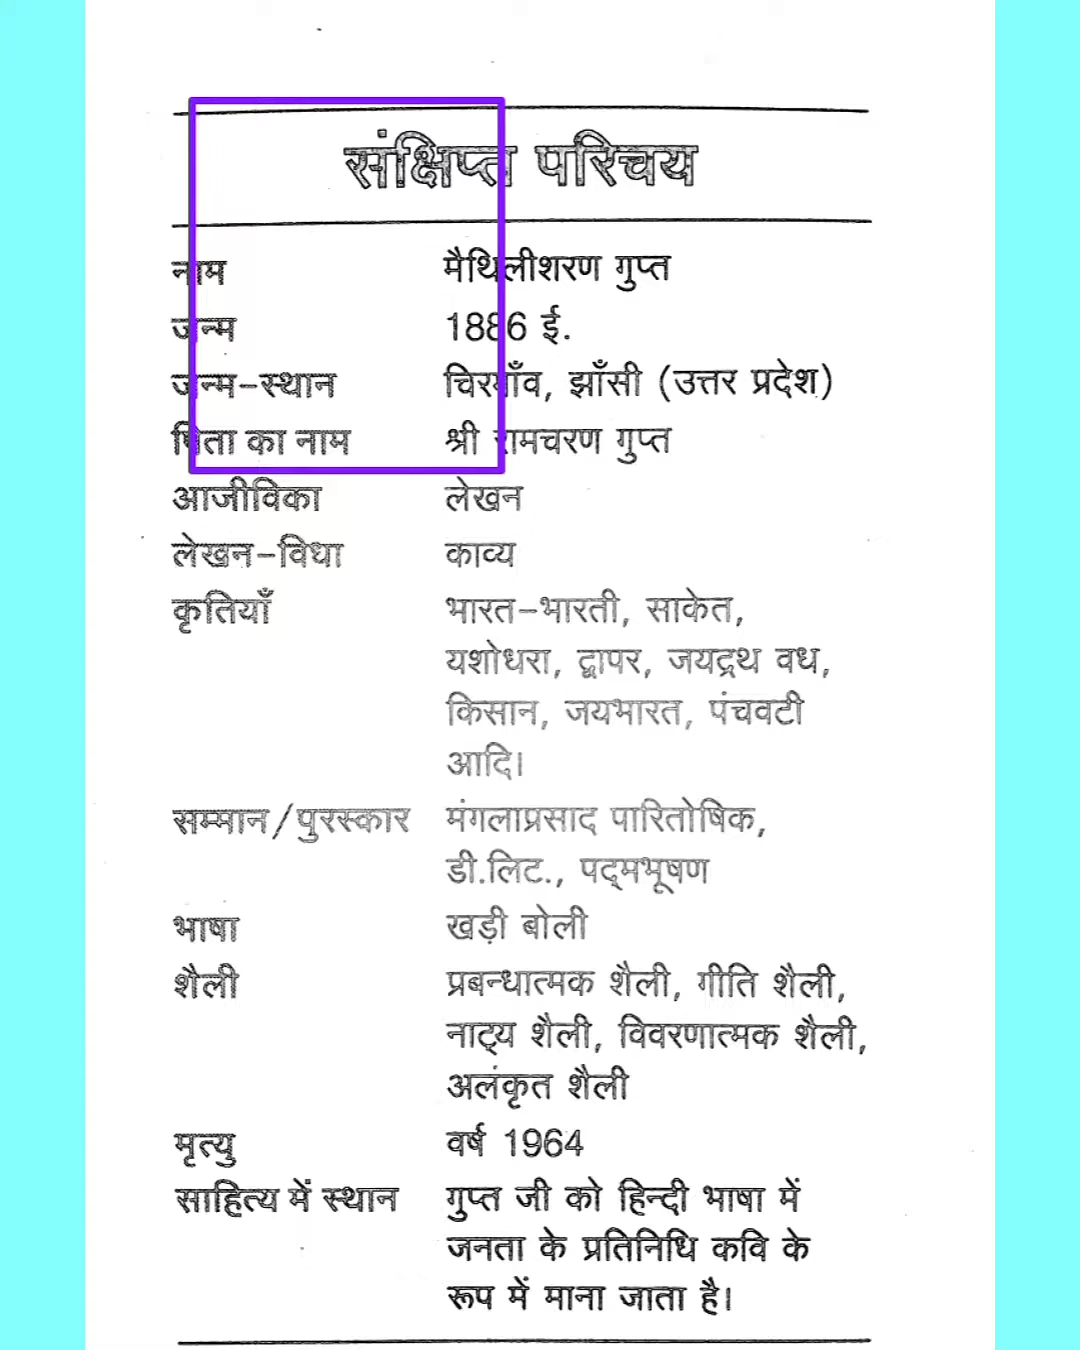 संक्षिप्त परिचय
नाम मैथिलीशरण गुप्त
जन्म 1886 ई.
जन्म-स्थान चिरगाँव, झाँसी (उत्तर प्रदेश)
पिता का नाम श्री रामचरण गुप्त
आजीविका लेखन
लेखन-विधा काव्य
कृतियाँ भारत-भारती, साकेत,
यशोधरा, द्वापर, जयद्रथ वध,
किसान, जयभारत, पंचवटी
आदि।
सम्मान/पुरस्कार मंगलाप्रसाद पारितोषिक,
डी.लिट., पद्मभूषण
भाषा खड़ी बोली
शैली प्रबन्धात्मक शैली, गीति शैली,
नाट्य शैली, विवरणात्मक शैली,
अलंकृत शैली
मृत्यु वर्ष 1964
साहित्य में स्थान गुप्त जी को हिन्दी भाषा में
जनता के प्रतिनिधि कवि के
रूप में माना जाता है।